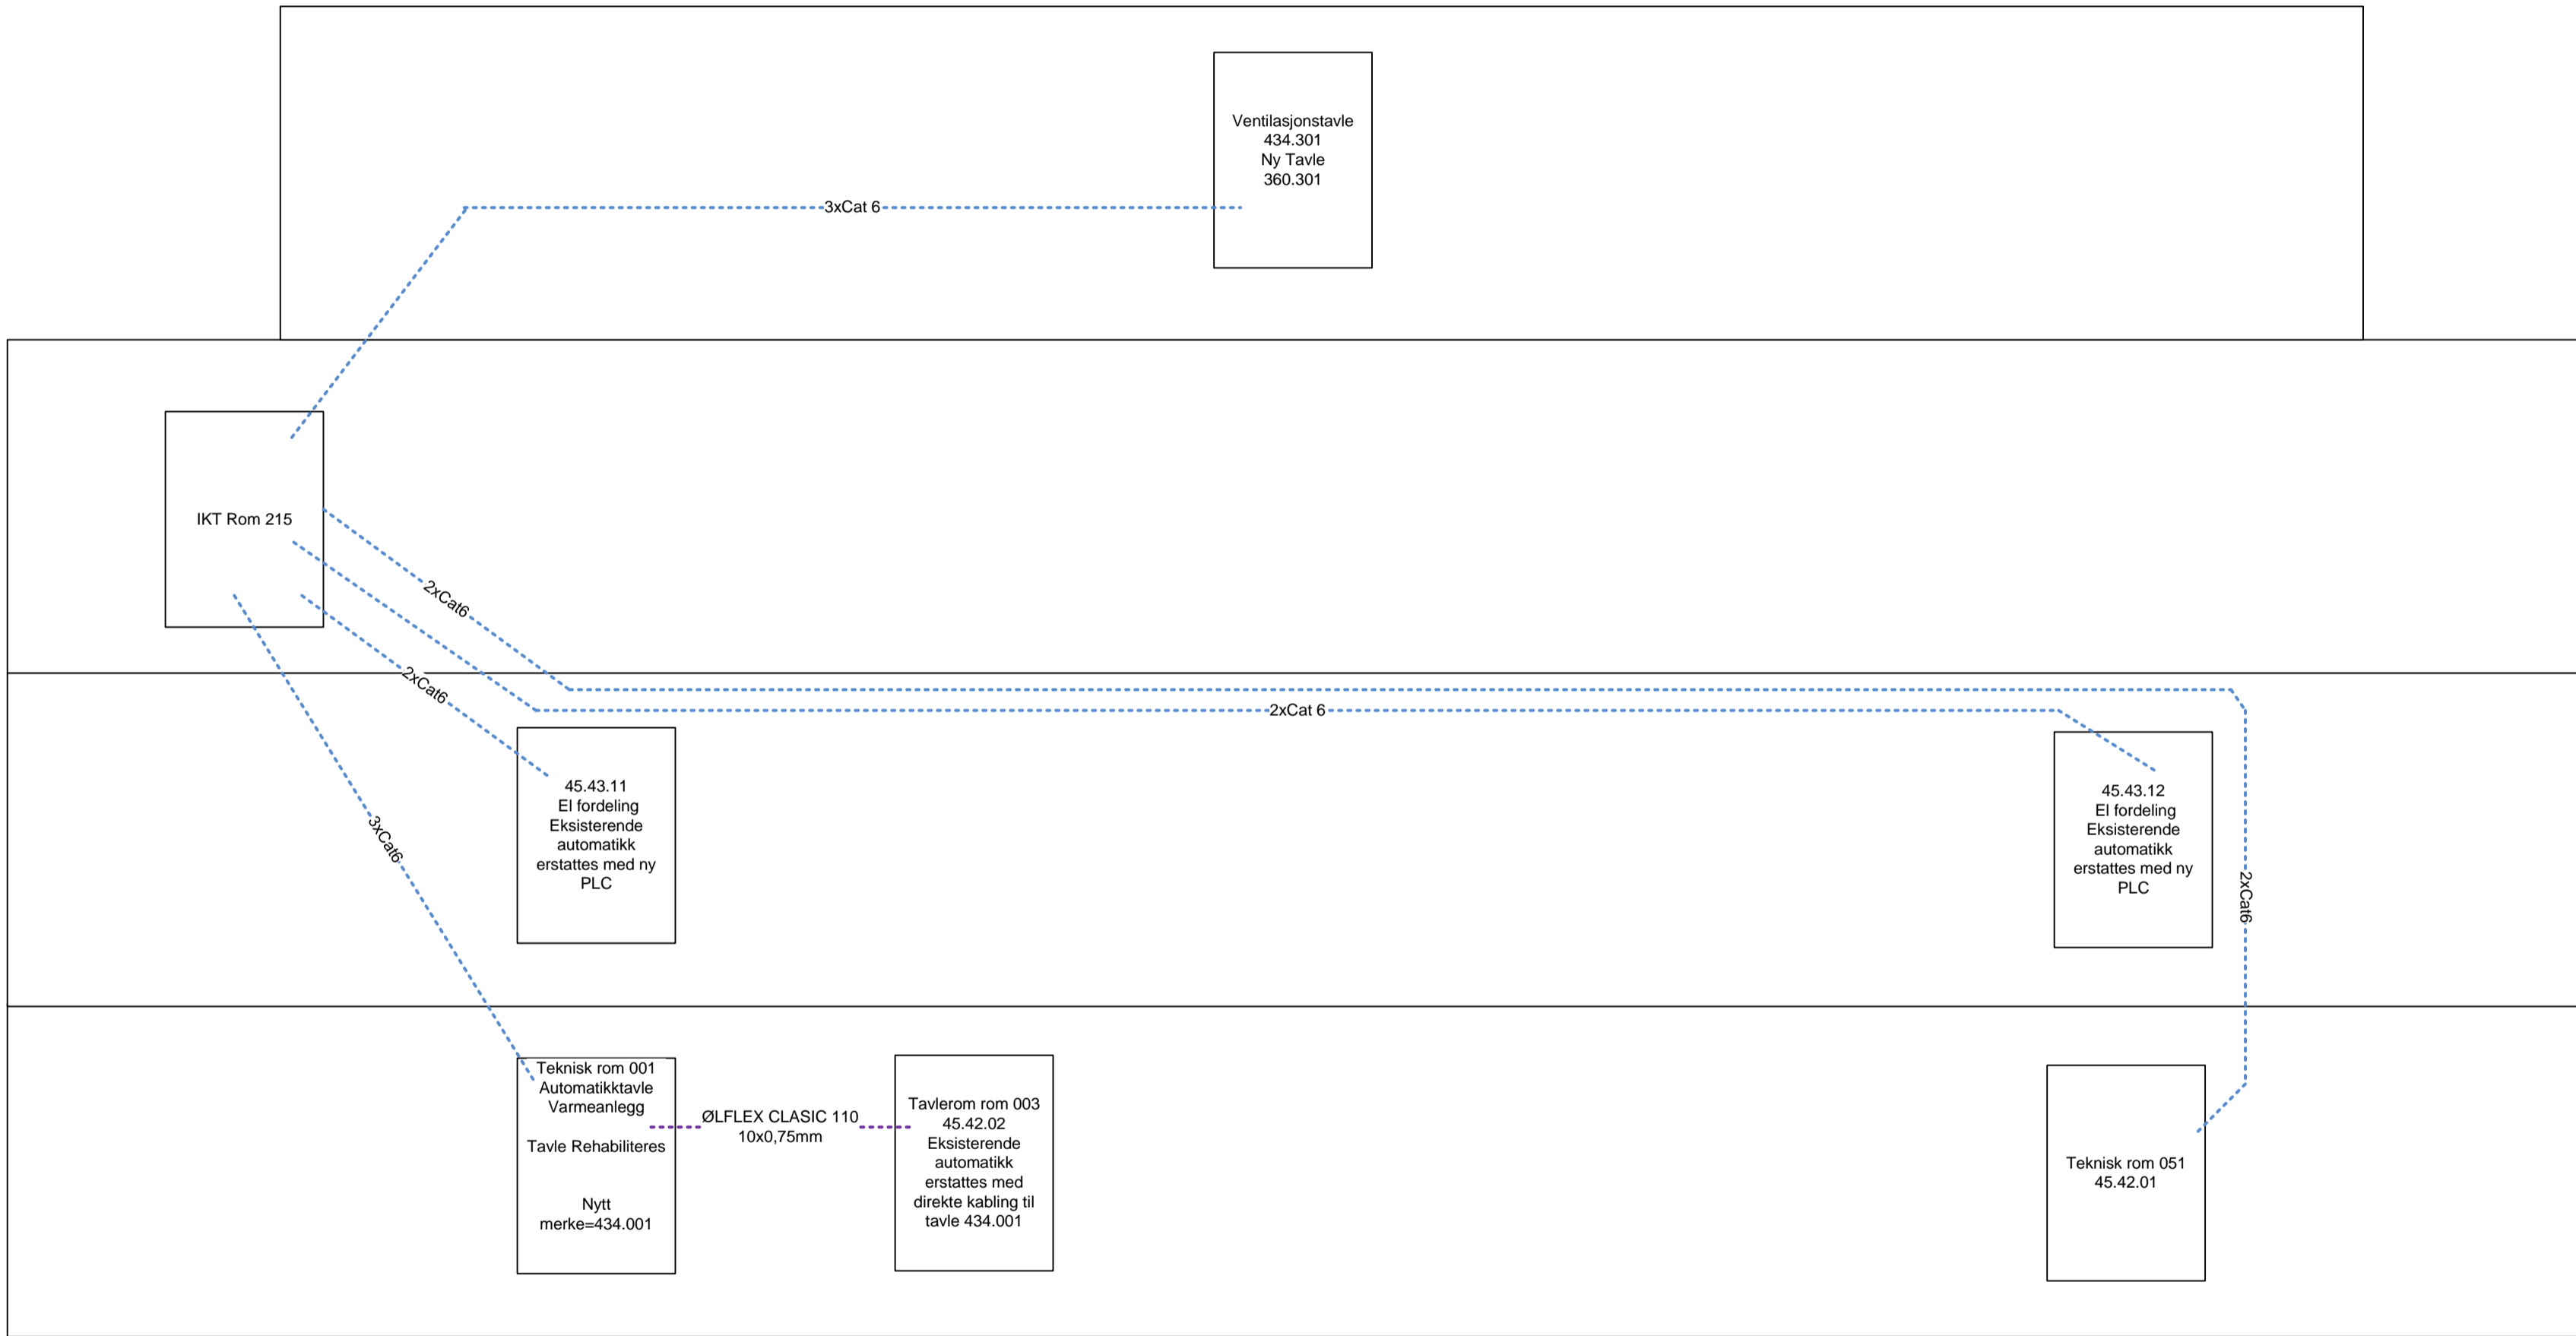 Ventilasjonstavle
434.301
Ny Tavle
360.301
3xCat 6
IKT Rom 215
2xCat6
2xCat6
2xCat 6
45.43.11
El fordeling
Eksisterende
automatikk
erstattes med ny
PLC
45.43.12
El fordeling
Eksisterende
automatikk
erstattes med ny
PLC
3xCat6
2xCat6
Teknisk rom 001
Automatikktavle
Varmeanlegg
Tavle Rehabiliteres
Nytt
merke=434.001
ØLFLEX CLASIC 110
10x0,75mm
Tavlerom rom 003
45.42.02
Eksisterende
automatikk
erstattes med
direkte kabling til
tavle 434.001
Teknisk rom 051
45.42.01